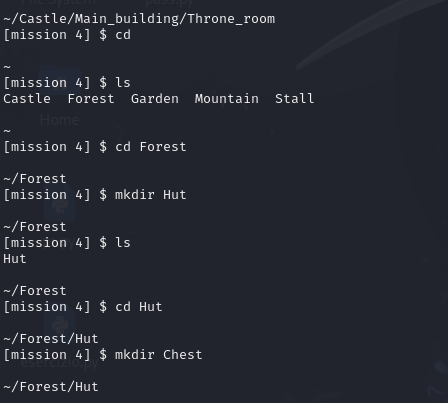 ~/Castle/Main_building/Throne_room
[mission 4] $ cd
~
[mission 4] $ ls
Castle  Forest  Garden  Mountain  Stall
~
Home
[mission 4] $ cd Forest
~/Forest
[mission 4] $ mkdir Hut
~/Forest
[mission 4] $ ls
Hut
~/Forest
[mission 4] $ cd Hut
~/Forest/Hut
[mission 4] $ mkdir Chest
~/Forest/Hut